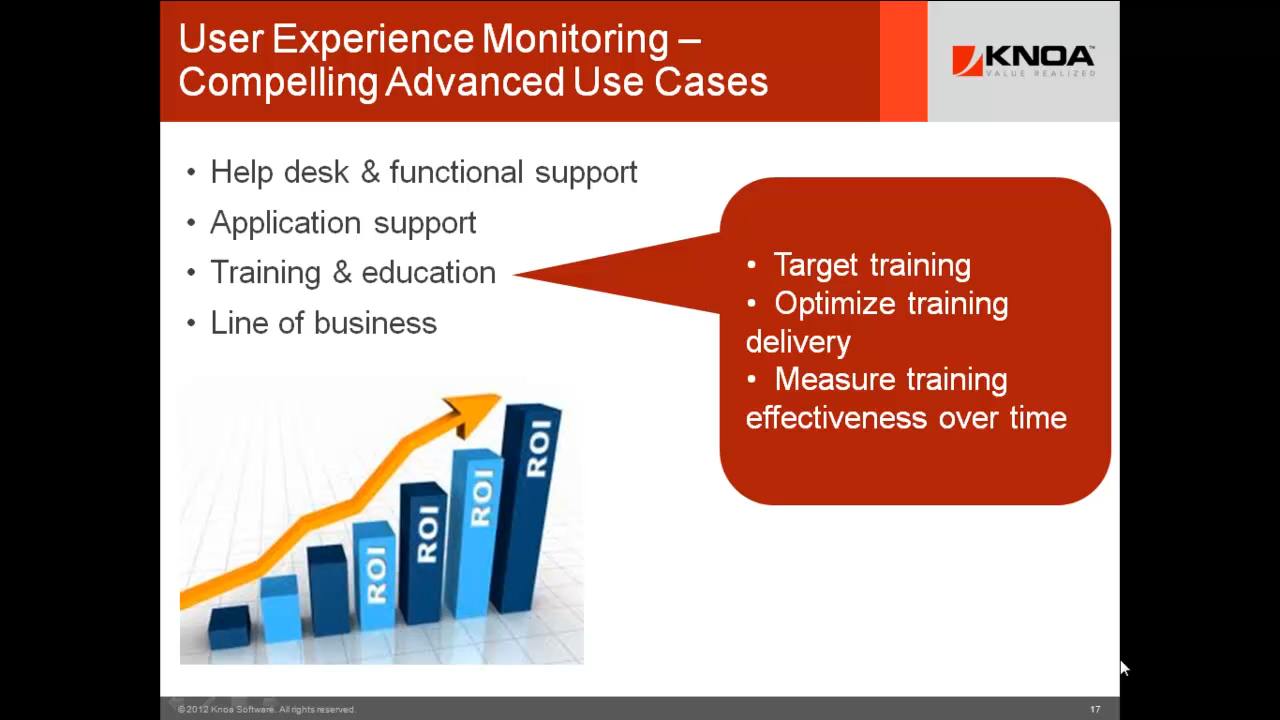 User Experience Monitoring –
Compelling Advanced Use Cases
KNOA™
VALUE REALIZED
• Help desk & functional support
• Application support
• Training & education
• Line of business
• Target training
• Optimize training
delivery
• Measure training
effectiveness over time
ROI
ROI
ROI
ROI
© 2012 Knoa Software. All rights reserved.
17